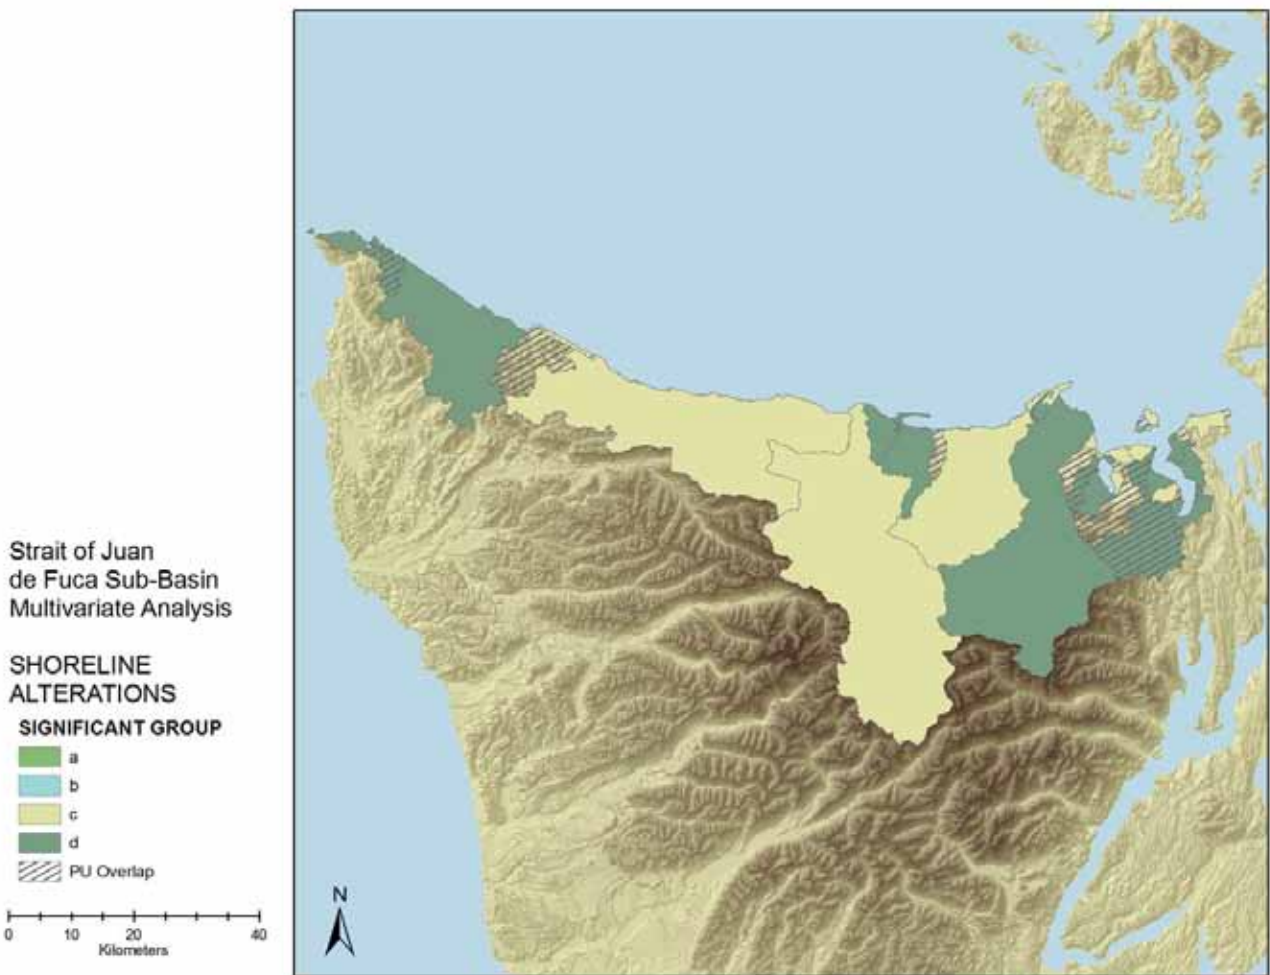 Strait of Juan
de Fuca Sub-Basin
Multivariate Analysis
SHORELINE
ALTERATIONS
SIGNIFICANT GROUP
a
b
c
d
PU Overlap
0 10 20 40
Kilometers
N